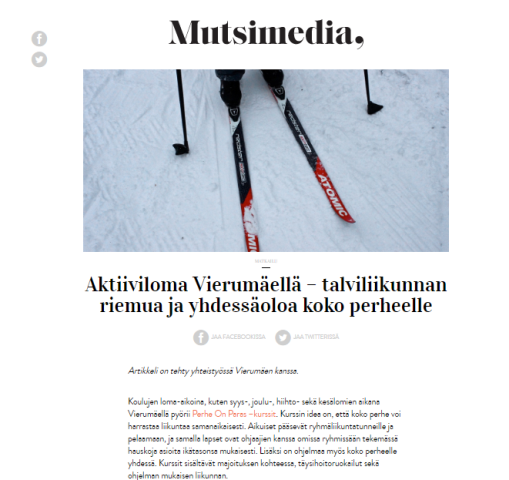 Mutsimedia,
ATOMIC
Aktiiviloma Vierumäellä – talviliikunnan
riemua ja yhdessäoloa koko perheelle
JAA FACEBOOKISSA
JAA TWITTERISSÄ
Artikkeli on tehty yhteistyössä Vierumäen kanssa.
Koulujen loma-aikoina, kuten syys-, joulu-, hiihto- sekä kesälomien aikana
Vierumäellä pyörii Perhe On Paras -kurssit. Kurssin idea on, että koko perhe voi
harrastaa liikuntaa samanaikaisesti. Aikuiset pääsevät ryhmäliikuntatunneille ja
pelaamaan, ja samalla lapset ovat ohjaajien kanssa omissa ryhmissään tekemässä
hauskoja asioita ikätasonsa mukaisesti. Lisäksi on ohjelmaa myös koko perheelle
yhdessä. Kurssit sisältävät majoituksen kohteessa, täysihoitoruokailut sekä
ohjelman mukaisen liikunnan.